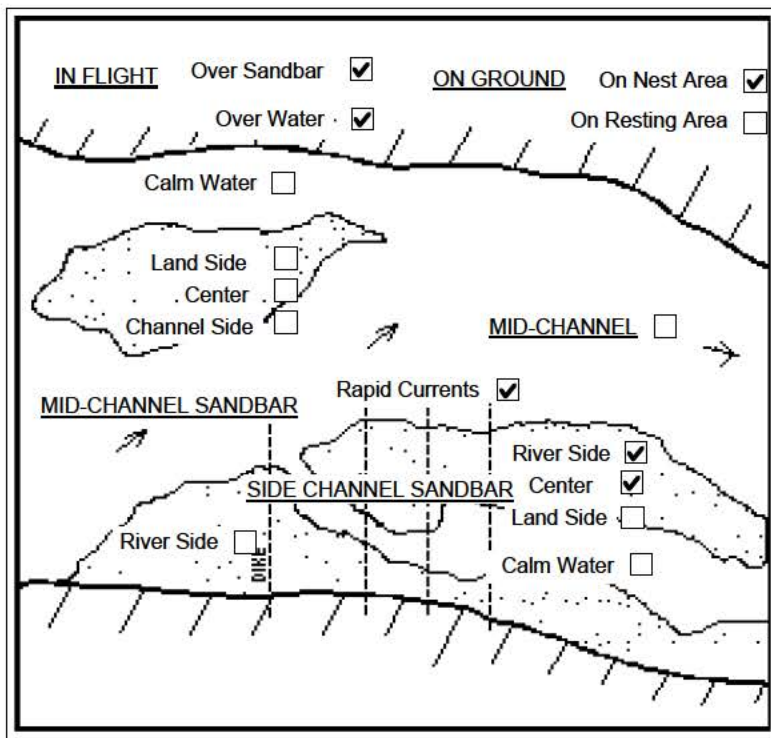 IN FLIGHT Over Sandbar ON GROUND On Nest Area
Over Water On Resting Area
Calm Water
Land Side
Center
Channel Side
MID-CHANNEL
Rapid Currents
MID-CHANNEL SANDBAR
River Side
SIDE CHANNEL SANDBAR Center
Land Side
River Side
DIKE
Calm Water